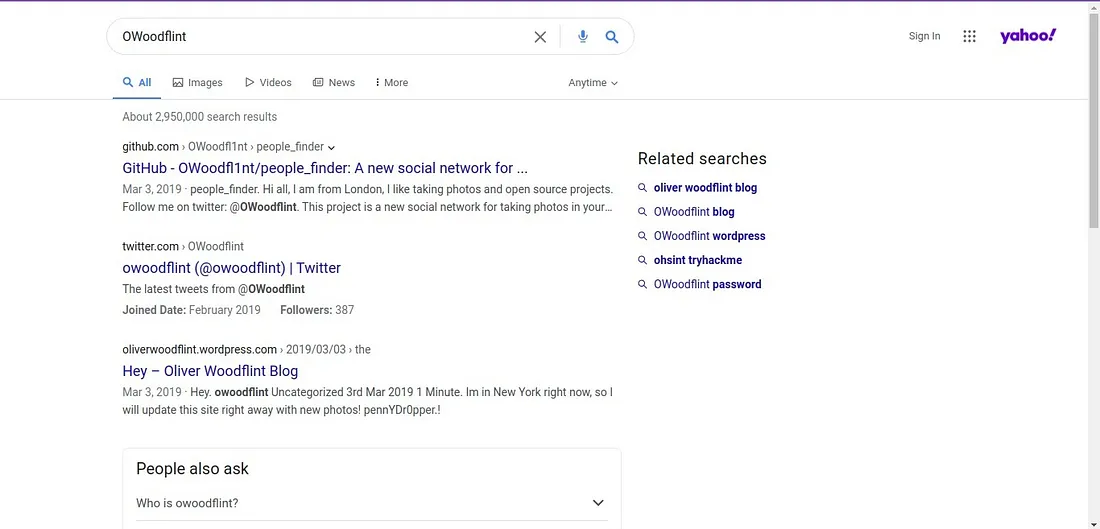 OWoodflint
Sign In
yahoo!
All Images Videos News More Anytime
About 2,950,000 search results
github.com › OWoodfl1nt › people_finder
GitHub - OWoodfl1nt/people_finder: A new social network for ...
Mar 3, 2019 · people_finder. Hi all, I am from London, I like taking photos and open source projects.
Follow me on twitter: @OWoodflint. This project is a new social network for taking photos in your...
twitter.com › OWoodflint
owoodflint (@owoodflint) | Twitter
The latest tweets from @OWoodflint
Joined Date: February 2019 Followers: 387
oliverwoodflint.wordpress.com › 2019/03/03 › the
Hey – Oliver Woodflint Blog
Mar 3, 2019 · Hey. owoodflint Uncategorized 3rd Mar 2019 1 Minute. Im in New York right now, so I
will update this site right away with new photos! pennYDr0pper.!
People also ask
Who is owoodflint?
Related searches
oliver woodflint blog
OWoodflint blog
OWoodflint wordpress
ohsint tryhackme
OWoodflint password